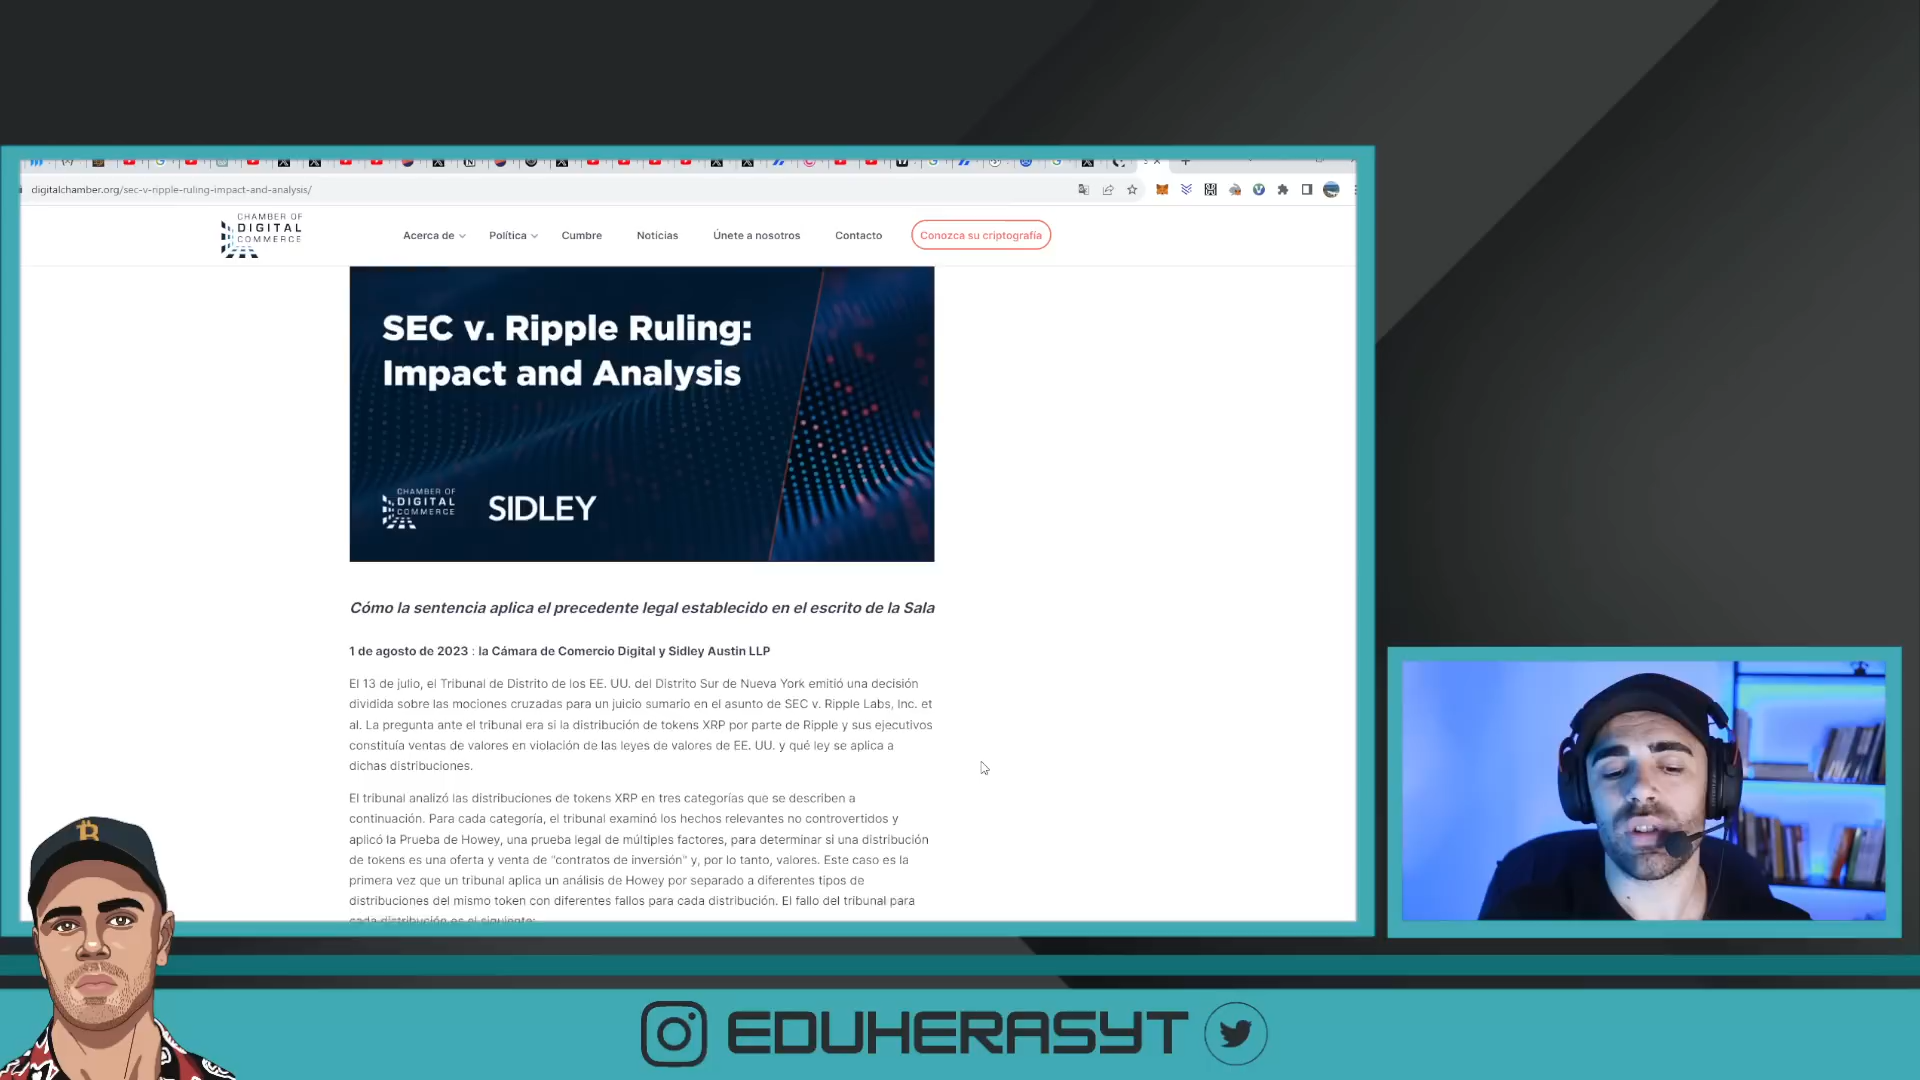 digitalchamber.org/sec-v-ripple-ruling-impact-and-analysis/
CHAMBER OF
DIGITAL
COMMERCE
Acerca de
Política
Cumbre
Noticias
Únete a nosotros
Contacto
Conozca su criptografía
SEC v. Ripple Ruling:
Impact and Analysis
CHAMBER OF
DIGITAL
COMMERCE
SIDLEY
Cómo la sentencia aplica el precedente legal establecido en el escrito de la Sala
1 de agosto de 2023 : la Cámara de Comercio Digital y Sidley Austin LLP
El 13 de julio, el Tribunal de Distrito de los EE. UU. del Distrito Sur de Nueva York emitió una decisión
dividida sobre las mociones cruzadas para un juicio sumario en el asunto de SEC v. Ripple Labs, Inc. et
al. La pregunta ante el tribunal era si la distribución de tokens XRP por parte de Ripple y sus ejecutivos
constituía ventas de valores en violación de las leyes de valores de EE. UU. y qué ley se aplica a
dichas distribuciones.
El tribunal analizó las distribuciones de tokens XRP en tres categorías que se describen a
continuación. Para cada categoría, el tribunal examinó los hechos relevantes no controvertidos y
aplicó la Prueba de Howey, una prueba legal de múltiples factores, para determinar si una distribución
de tokens es una oferta y venta de "contratos de inversión" y, por lo tanto, valores. Este caso es la
primera vez que un tribunal aplica un análisis de Howey por separado a diferentes tipos de
distribuciones del mismo token con diferentes fallos para cada distribución. El fallo del tribunal para
cada distribución es el siguiente:
EDUHERASYT